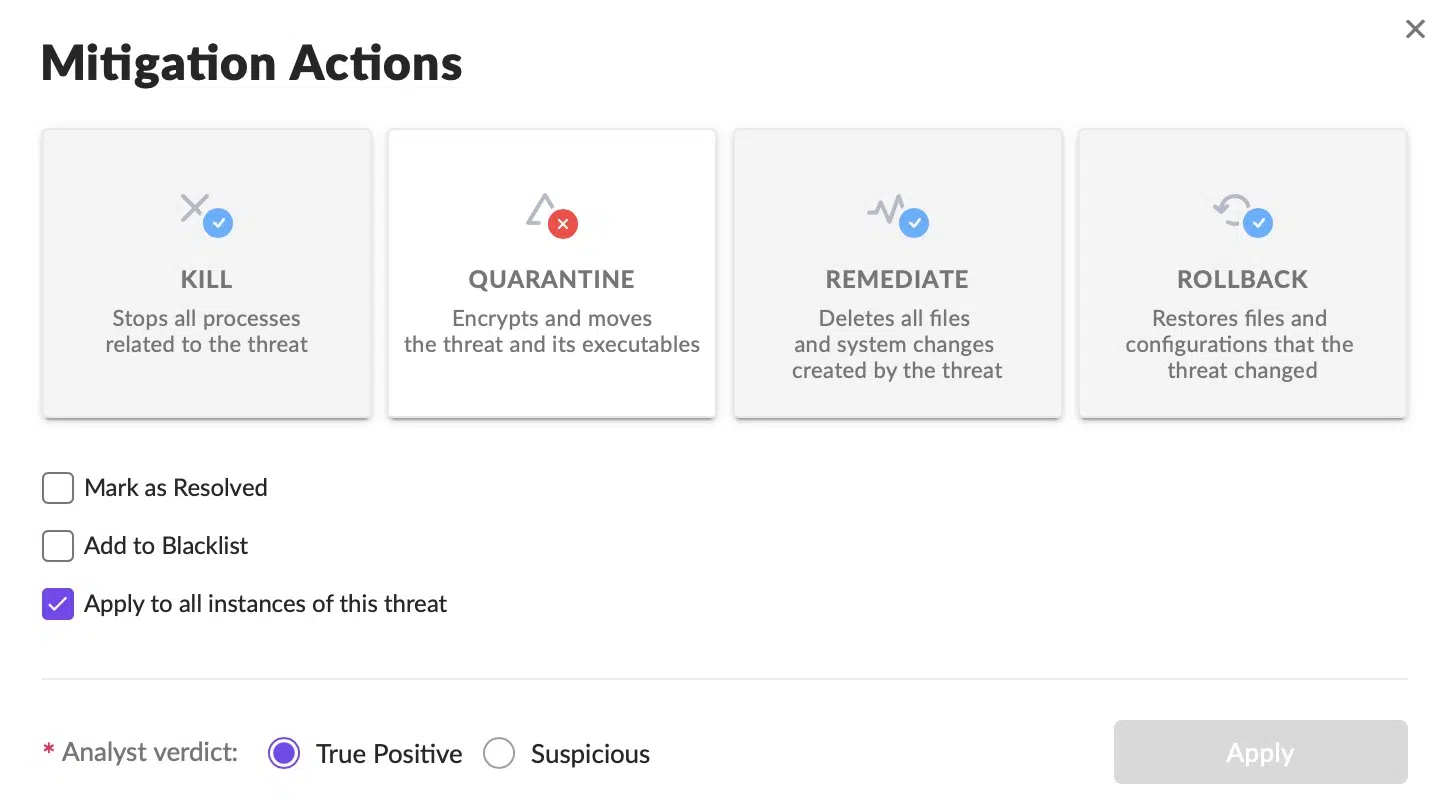 Mitigation Actions
KILL
Stops all processes
related to the threat
QUARANTINE
Encrypts and moves
the threat and its executables
REMEDIATE
Deletes all files
and system changes
created by the threat
ROLLBACK
Restores files and
configurations that the
threat changed
Mark as Resolved
Add to Blacklist
Apply to all instances of this threat
* Analyst verdict: True Positive Suspicious
Apply